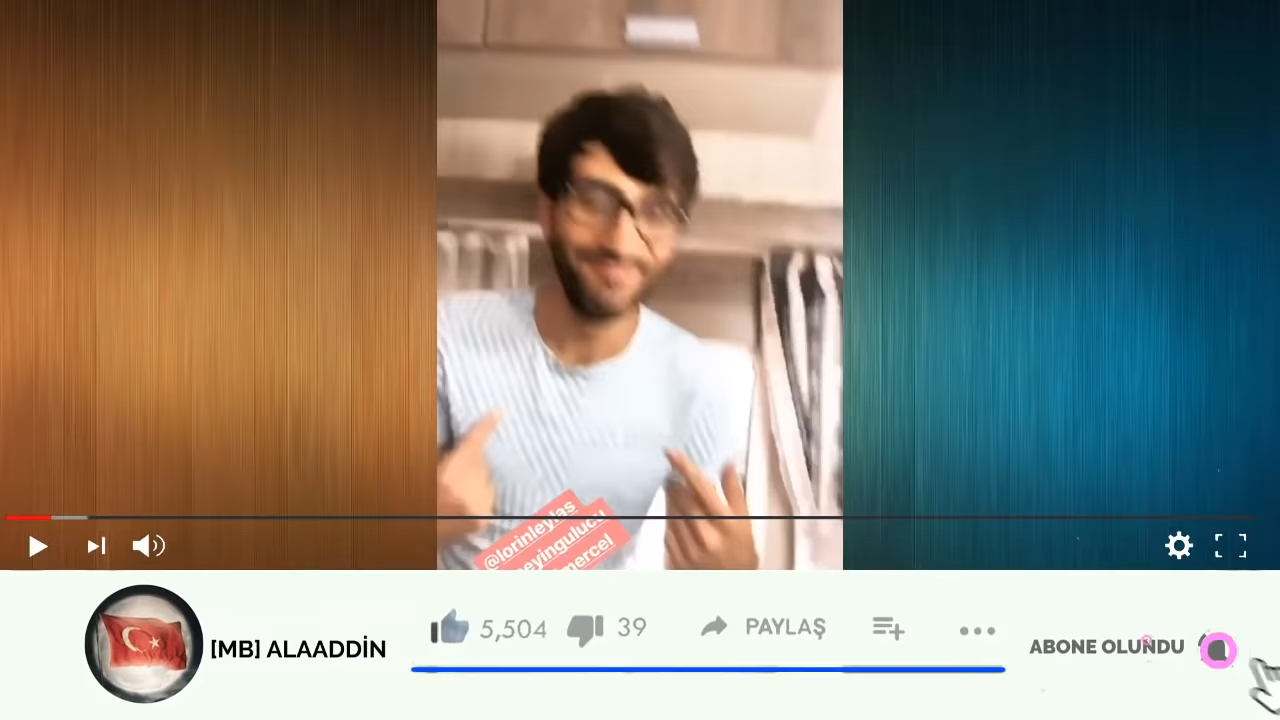 @lorinleylas
[MB] ALAADDİN
5,504
39
PAYLAŞ
ABONE OLUNDU